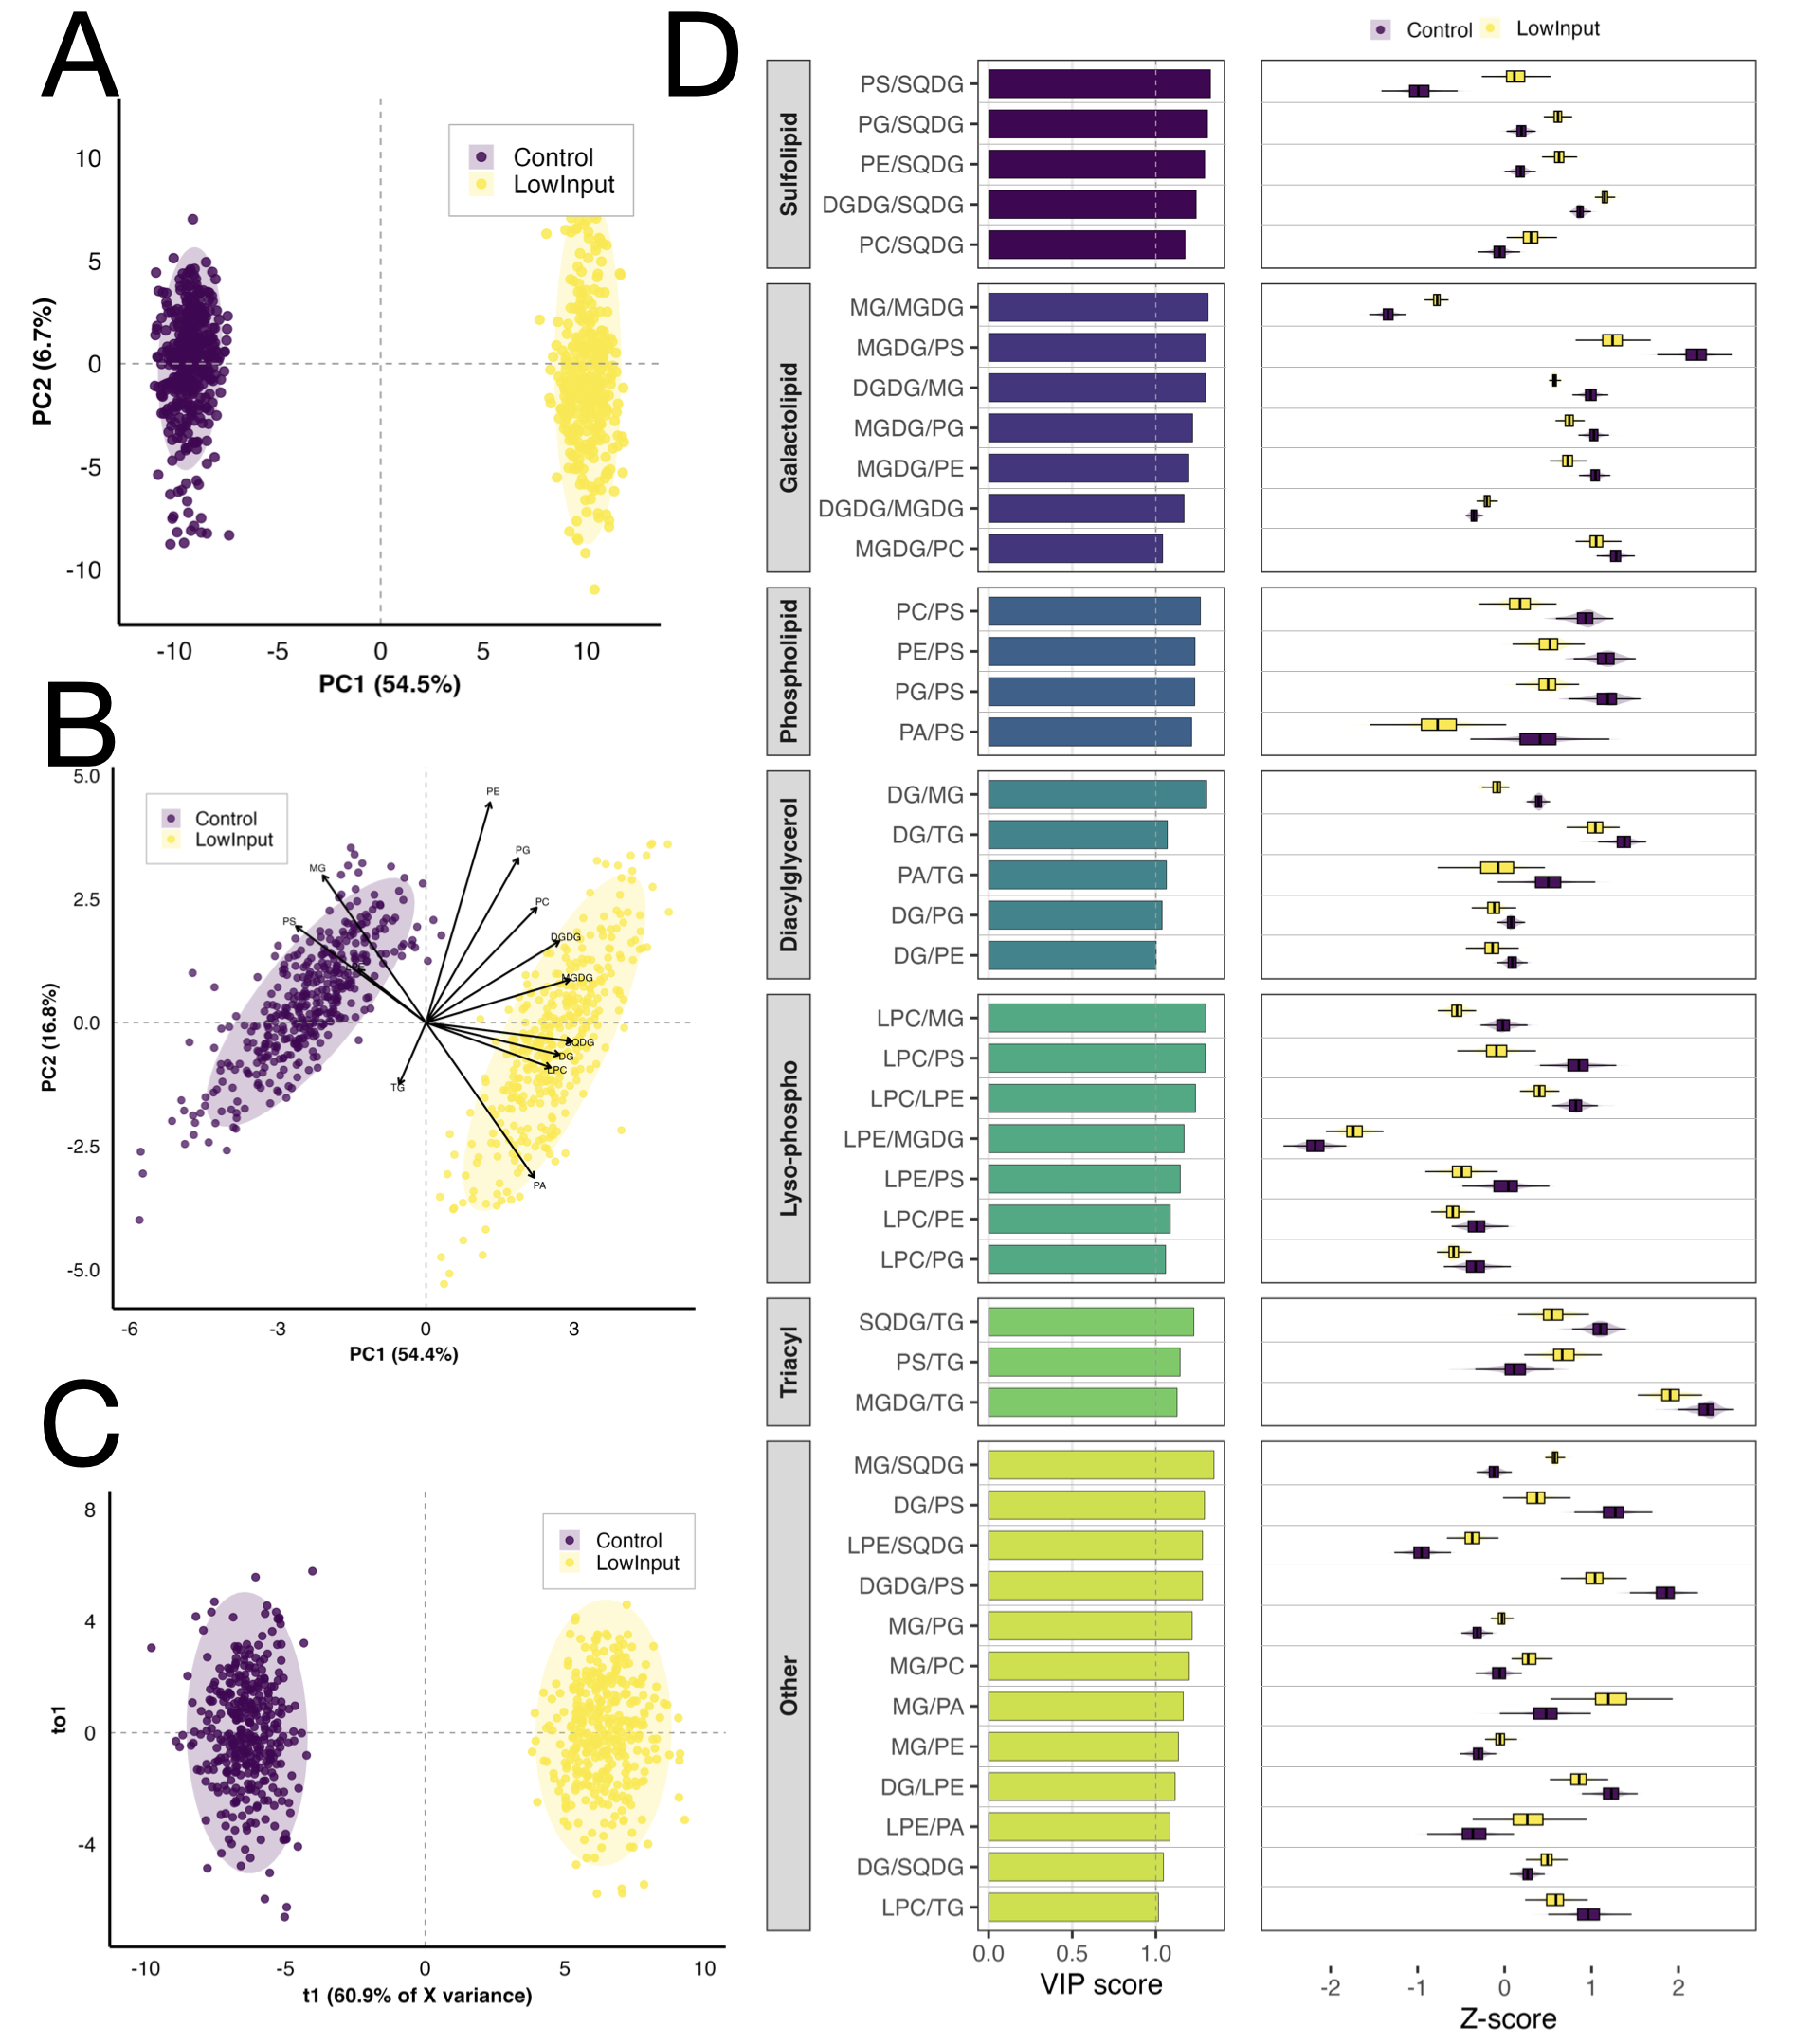 A
10
5
0
-5
-10
PC2 (6.7%)
Control
LowInput
-10
-5
0
5
10
PC1 (54.5%)
B
5.0
2.5
0.0
-2.5
-5.0
PC2 (16.8%)
Control
LowInput
PE
PG
MG
PC
PS
DGDG
MGDG
SQDG
DG
LPC
TG
PA
-6
-3
0
3
PC1 (54.4%)
C
8
4
0
-4
to1
Control
LowInput
-10
-5
0
5
10
t1 (60.9% of X variance)
D
Control
LowInput
Sulfolipid
PS/SQDG
PG/SQDG
PE/SQDG
DGDG/SQDG
PC/SQDG
Galactolipid
MG/MGDG
MGDG/PS
DGDG/MG
MGDG/PG
MGDG/PE
DGDG/MGDG
MGDG/PC
Phospholipid
PC/PS
PE/PS
PG/PS
PA/PS
Diacylglycerol
DG/MG
DG/TG
PA/TG
DG/PG
DG/PE
Lyso-phospho
LPC/MG
LPC/PS
LPC/LPE
LPE/MGDG
LPE/PS
LPC/PE
LPC/PG
Triacyl
SQDG/TG
PS/TG
MGDG/TG
Other
MG/SQDG
DG/PS
LPE/SQDG
DGDG/PS
MG/PG
MG/PC
MG/PA
MG/PE
DG/LPE
LPE/PA
DG/SQDG
LPC/TG
0.0
0.5
1.0
VIP score
-2
-1
0
1
2
Z-score